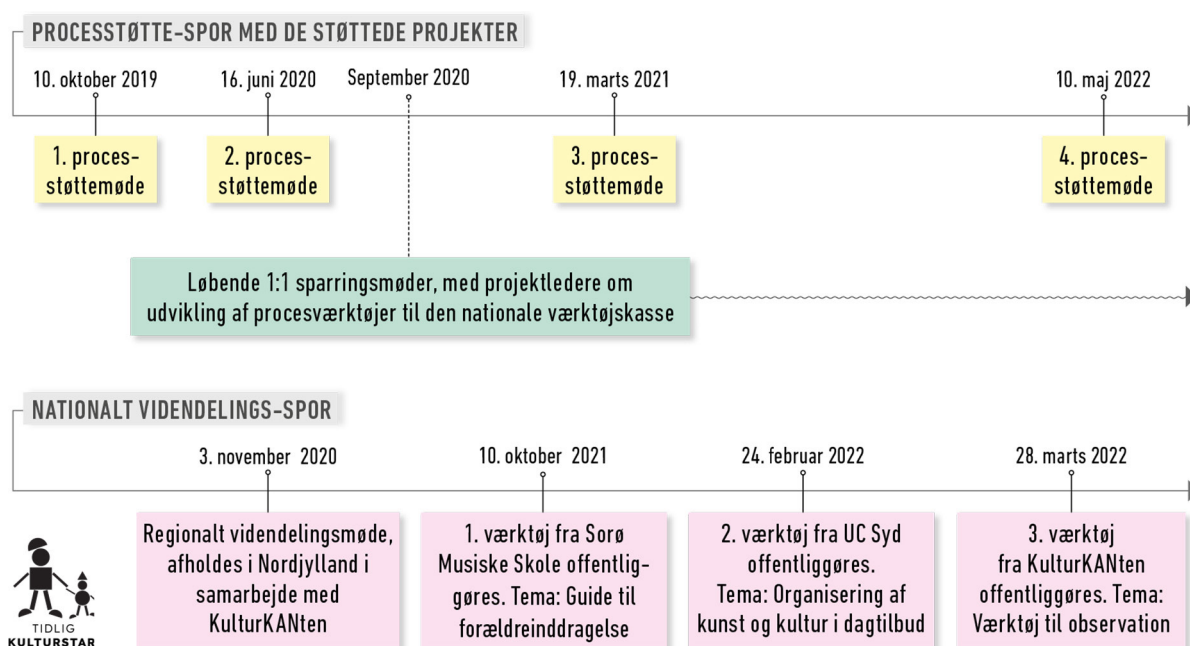 PROCESSTØTTE-SPOR MED DE STØTTEDE PROJEKTER
10. oktober 2019
16. juni 2020
September 2020
19. marts 2021
10. maj 2022
1. proces-
støttemøde
2. proces-
støttemøde
3. proces-
støttemøde
4. proces-
støttemøde
Løbende 1:1 sparringsmøder, med projektledere om
udvikling af procesværktøjer til den nationale værktøjskasse
NATIONALT VIDENDELINGS-SPOR
3. november 2020
10. oktober 2021
24. februar 2022
28. marts 2022
Regionalt videndelingsmøde,
afholdes i Nordjylland i
samarbejde med
KulturKANten
1. værktøj fra Sorø
Musiske Skole offentlig-
gøres. Tema: Guide til
forældreinddragelse
2. værktøj fra UC Syd
offentliggøres.
Tema: Organisering af
kunst og kultur i dagtilbud
3. værktøj
fra KulturKANten
offentliggøres. Tema:
Værktøj til observation
TIDLIG
KULTURSTAR